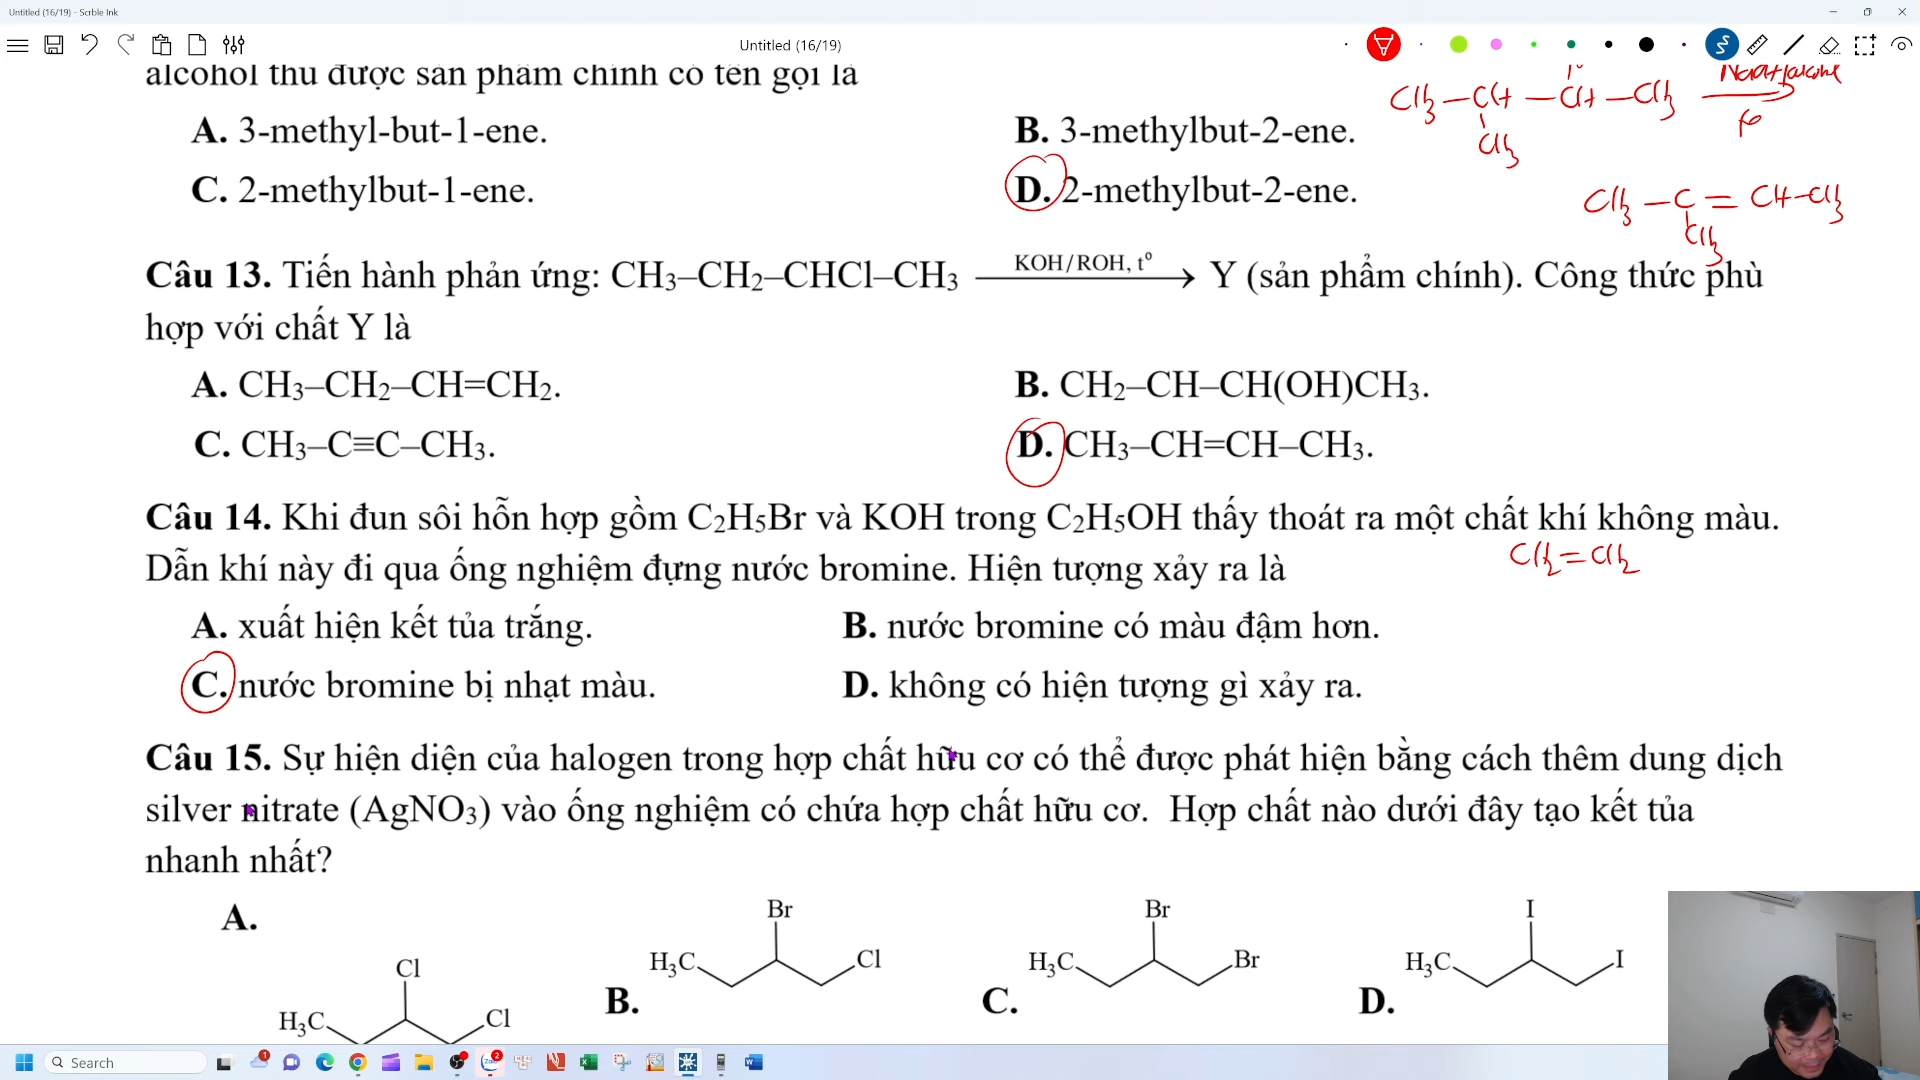 Untitled (16/19) - Scrble Ink
Untitled (16/19)
alcohol thu được sản phẩm chính có tên gọi là
A. 3-methyl-but-1-ene.
B. 3-methylbut-2-ene.
C. 2-methylbut-1-ene.
D. 2-methylbut-2-ene.
CH3–CH–CH–CH3
CH3
to
CH3–C=CH–CH3
CH3
Câu 13. Tiến hành phản ứng: CH₃–CH₂–CHCl–CH₃ KOH/ROH, t° → Y (sản phẩm chính). Công thức phù
hợp với chất Y là
A. CH₃–CH₂–CH=CH₂.
B. CH₂–CH–CH(OH)CH₃.
C. CH₃–C≡C–CH₃.
D. CH₃–CH=CH–CH₃.
Câu 14. Khi đun sôi hỗn hợp gồm C₂H₅Br và KOH trong C₂H₅OH thấy thoát ra một chất khí không màu.
CH2=CH2
Dẫn khí này đi qua ống nghiệm đựng nước bromine. Hiện tượng xảy ra là
A. xuất hiện kết tủa trắng.
B. nước bromine có màu đậm hơn.
C. nước bromine bị nhạt màu.
D. không có hiện tượng gì xảy ra.
Câu 15. Sự hiện diện của halogen trong hợp chất hữu cơ có thể được phát hiện bằng cách thêm dung dịch
silver nitrate (AgNO₃) vào ống nghiệm có chứa hợp chất hữu cơ. Hợp chất nào dưới đây tạo kết tủa
nhanh nhất?
A.
Cl
H₃C
Cl
B.
Br
H₃C
Cl
C.
Br
H₃C
Br
D.
I
H₃C
I
Search
1
2